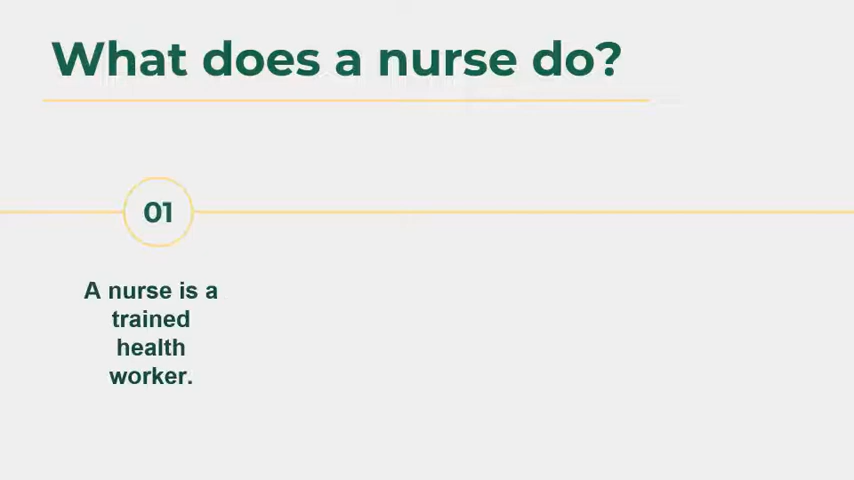 What does a nurse do?
01
A nurse is a
trained
health
worker.